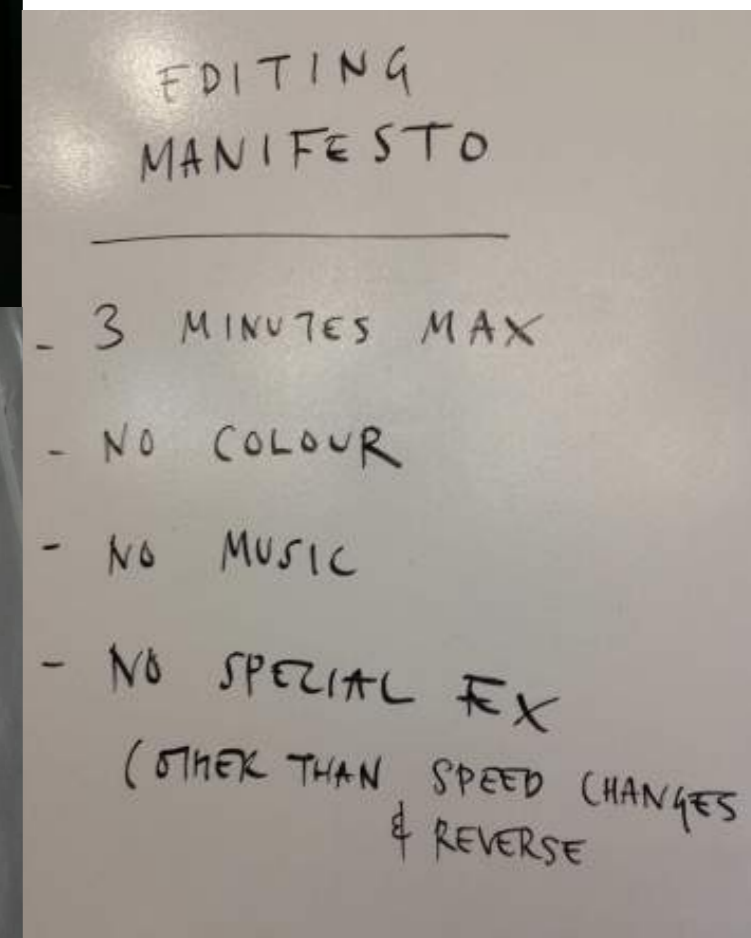 EDITING
MANIFESTO
- 3 MINUTES MAX
- NO COLOUR
- NO MUSIC
- NO SPECIAL FX
(OTHER THAN SPEED CHANGES
& REVERSE